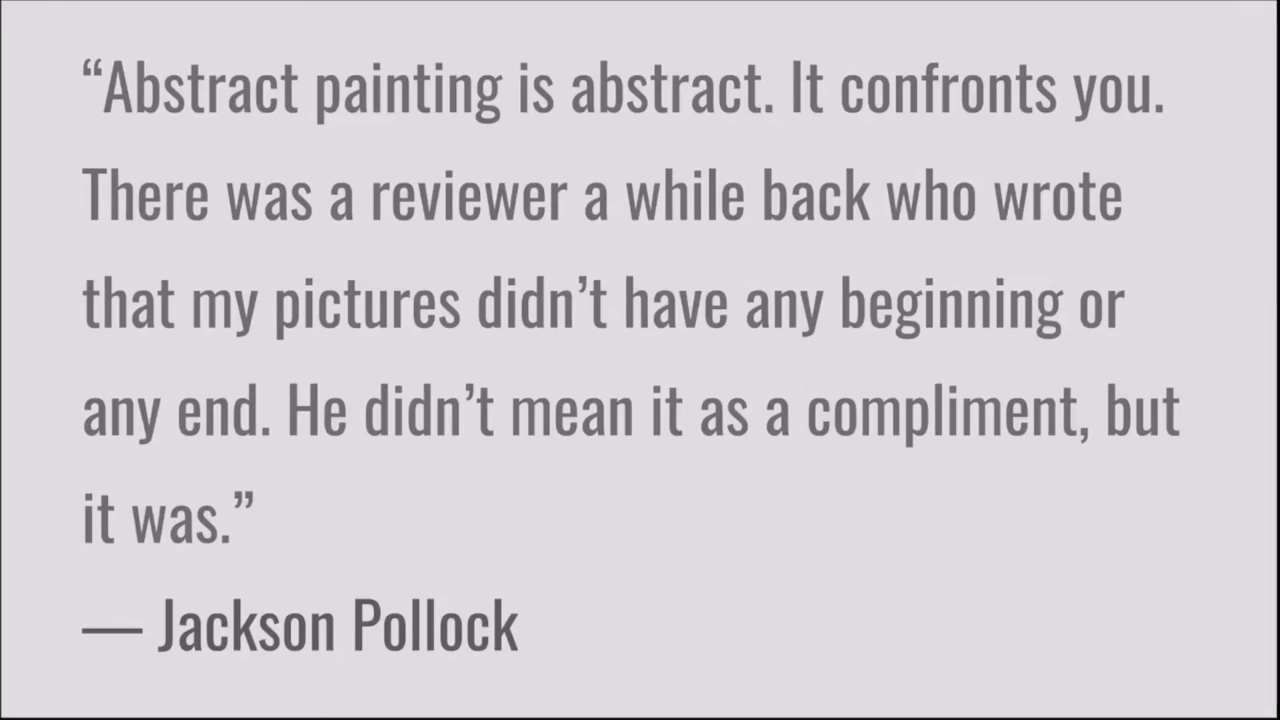 “Abstract painting is abstract. It confronts you.
There was a reviewer a while back who wrote
that my pictures didn’t have any beginning or
any end. He didn’t mean it as a compliment, but
it was.”
— Jackson Pollock